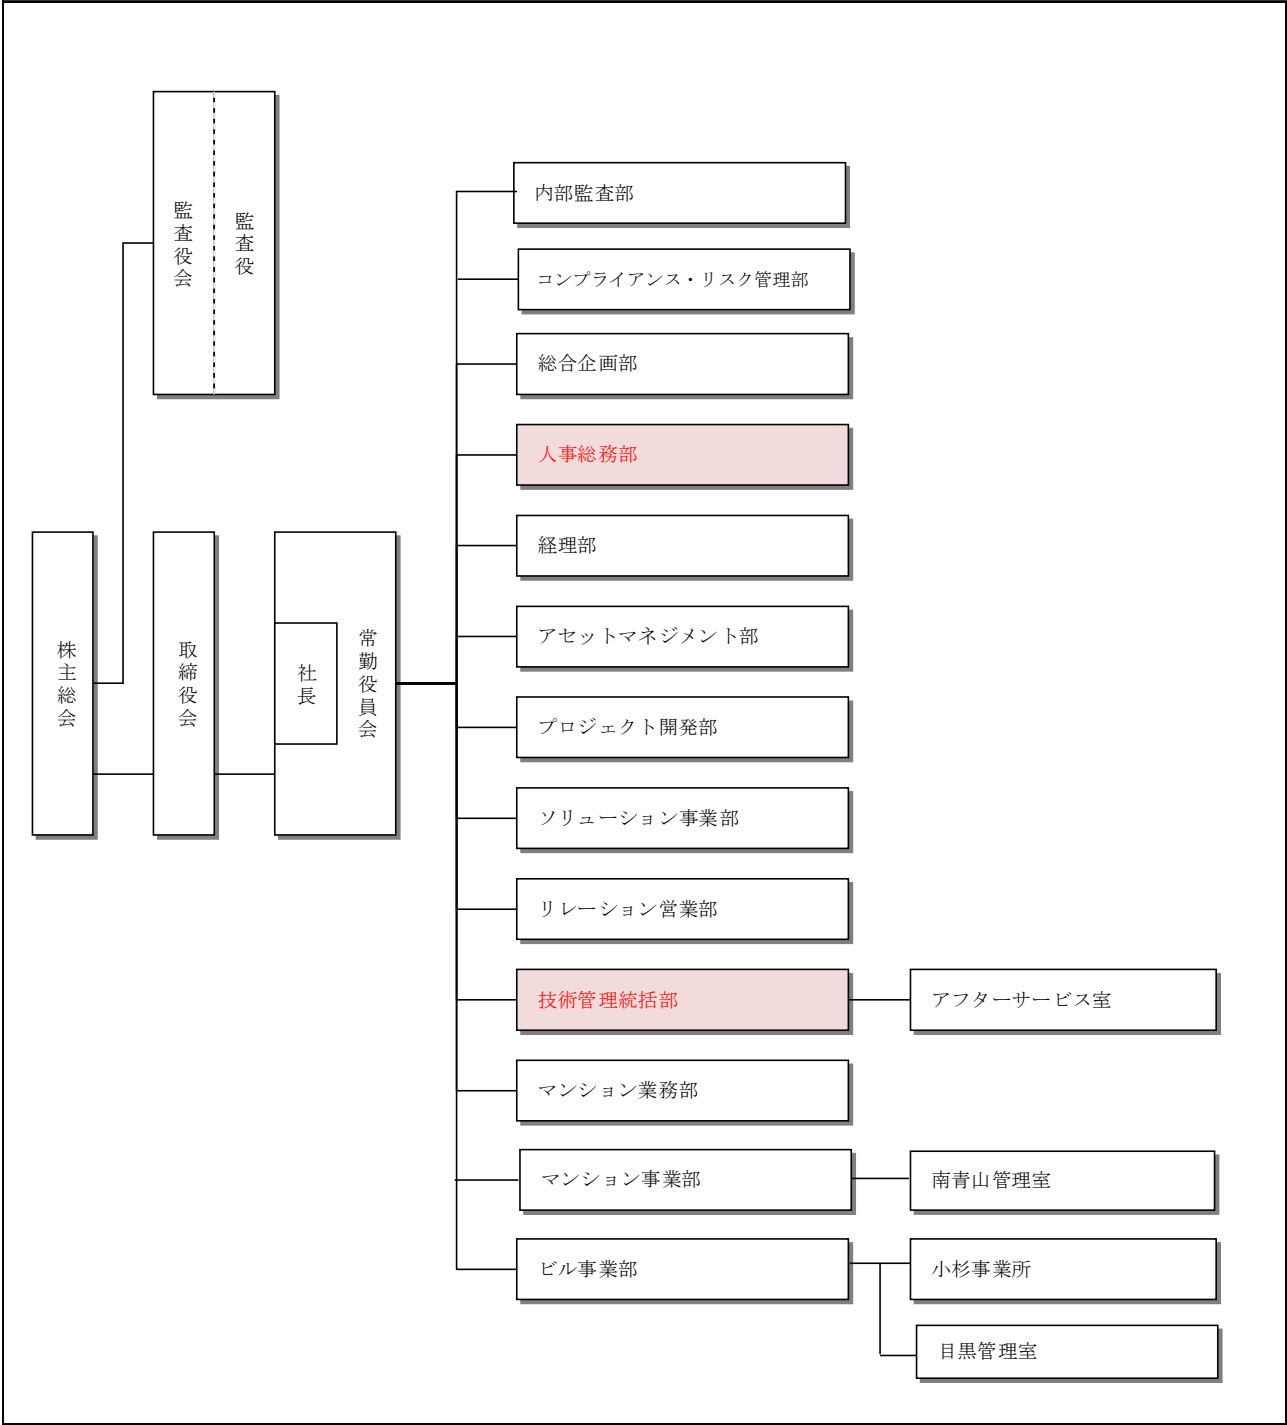 監査役会
監査役
株主総会
取締役会
社長
常勤役員会
内部監査部
コンプライアンス・リスク管理部
総合企画部
人事総務部
経理部
アセットマネジメント部
プロジェクト開発部
ソリューション事業部
リレーション営業部
技術管理統括部
アフターサービス室
マンション業務部
マンション事業部
南青山管理室
ビル事業部
小杉事業所
目黒管理室